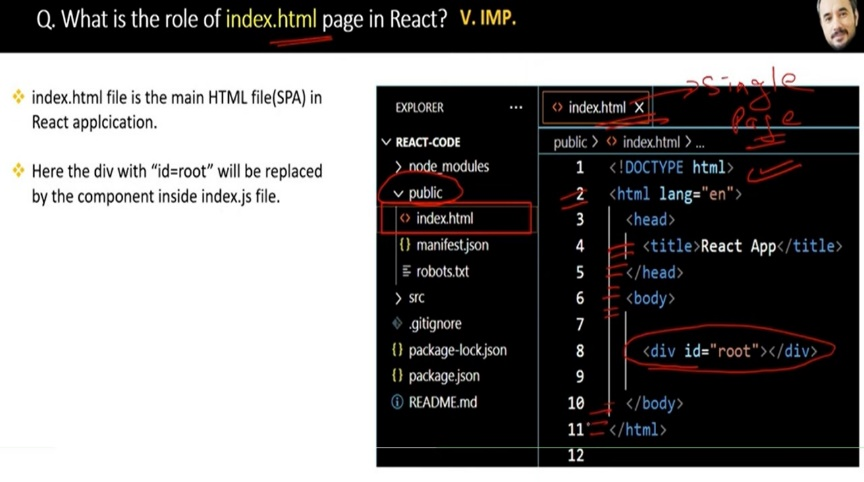 Q. What is the role of index.html page in React? V. IMP.
index.html file is the main HTML file(SPA) in
React applcication.
Here the div with “id=root” will be replaced
by the component inside index.js file.
EXPLORER ...
REACT-CODE
node_modules
public
index.html
manifest.json
robots.txt
src
.gitignore
package-lock.json
package.json
README.md
<> index.html X
Single
Page
public > <> index.html > ...
1 <!DOCTYPE html>
2 <html lang="en">
3 <head>
4 <title>React App</title>
5 </head>
6 <body>
7
8 <div id="root"></div>
9
10 </body>
11 </html>
12